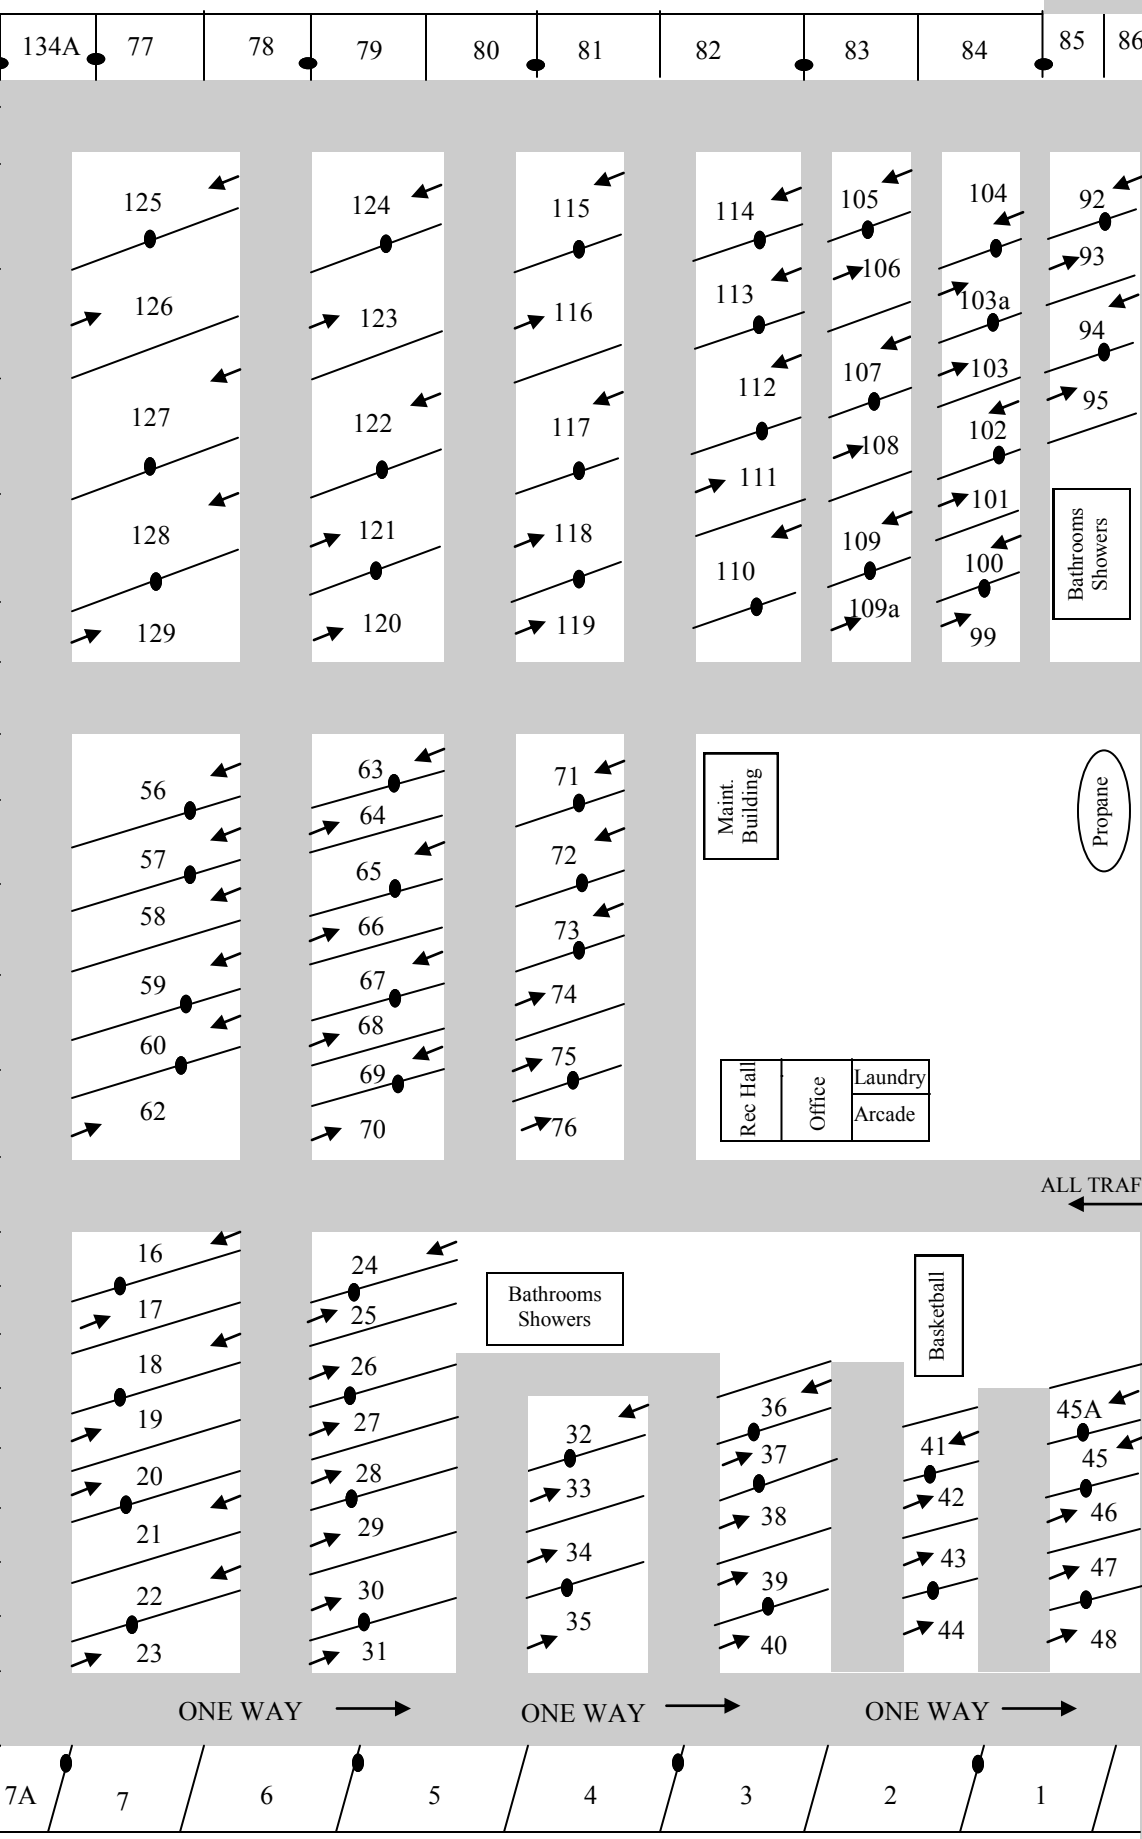 134A 77 78 79 80 81 82 83 84 85 86
125 124 115 114 105 104 92
126 123 116 113 106 103a 93
127 122 117 112 107 103 94
128 121 118 111 108 102 95
129 120 119 110 109 101
109a 100
99
Bathrooms
Showers
56 63 71
57 64 72
58 65 73
59 66 74
60 67 75
62 68 76
69
70
Maint.
Building
Propane
Rec Hall
Office
Laundry
Arcade
ALL TRAF
16 24
17 25
18 26
19 27
20 28
21 29
22 30
23 31
Bathrooms
Showers
Basketball
32 36 41 45A
33 37 42 45
34 38 43 46
35 39 44 47
40 48
ONE WAY ONE WAY ONE WAY
7A 7 6 5 4 3 2 1